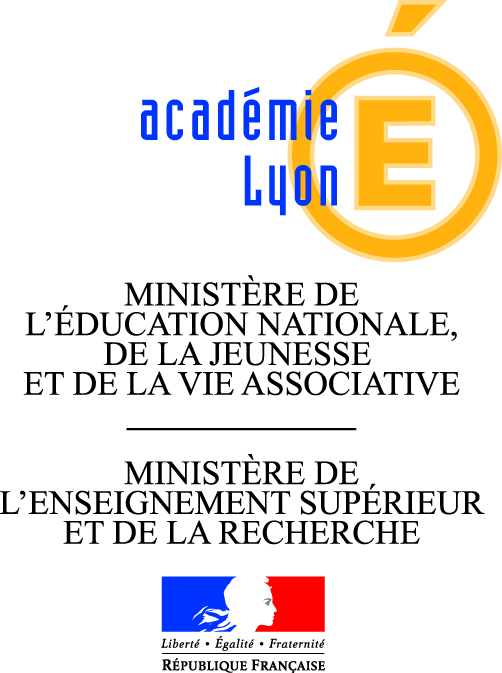 académie
Lyon
É
MINISTÈRE DE
L'ÉDUCATION NATIONALE,
DE LA JEUNESSE
ET DE LA VIE ASSOCIATIVE
MINISTÈRE DE
L'ENSEIGNEMENT SUPÉRIEUR
ET DE LA RECHERCHE
Liberté • Égalité • Fraternité
RÉPUBLIQUE FRANÇAISE